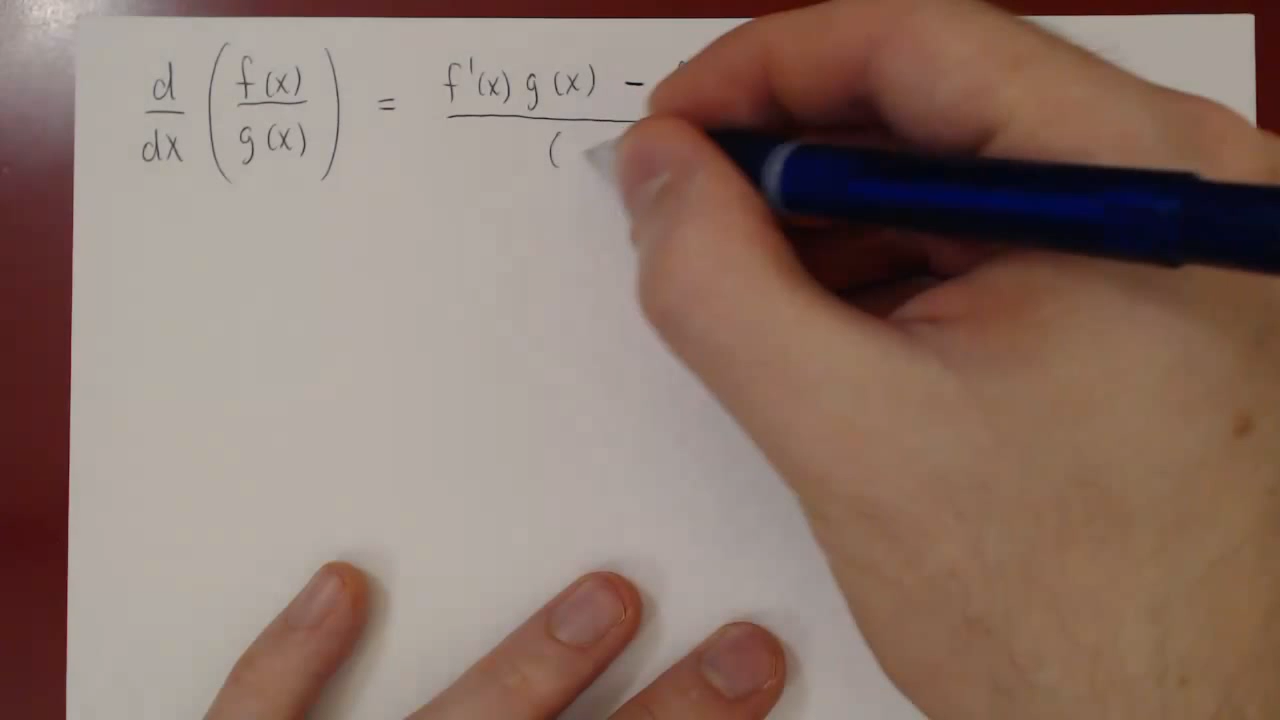 d/dx (f(x)/g(x)) = f'(x) g(x) - / (